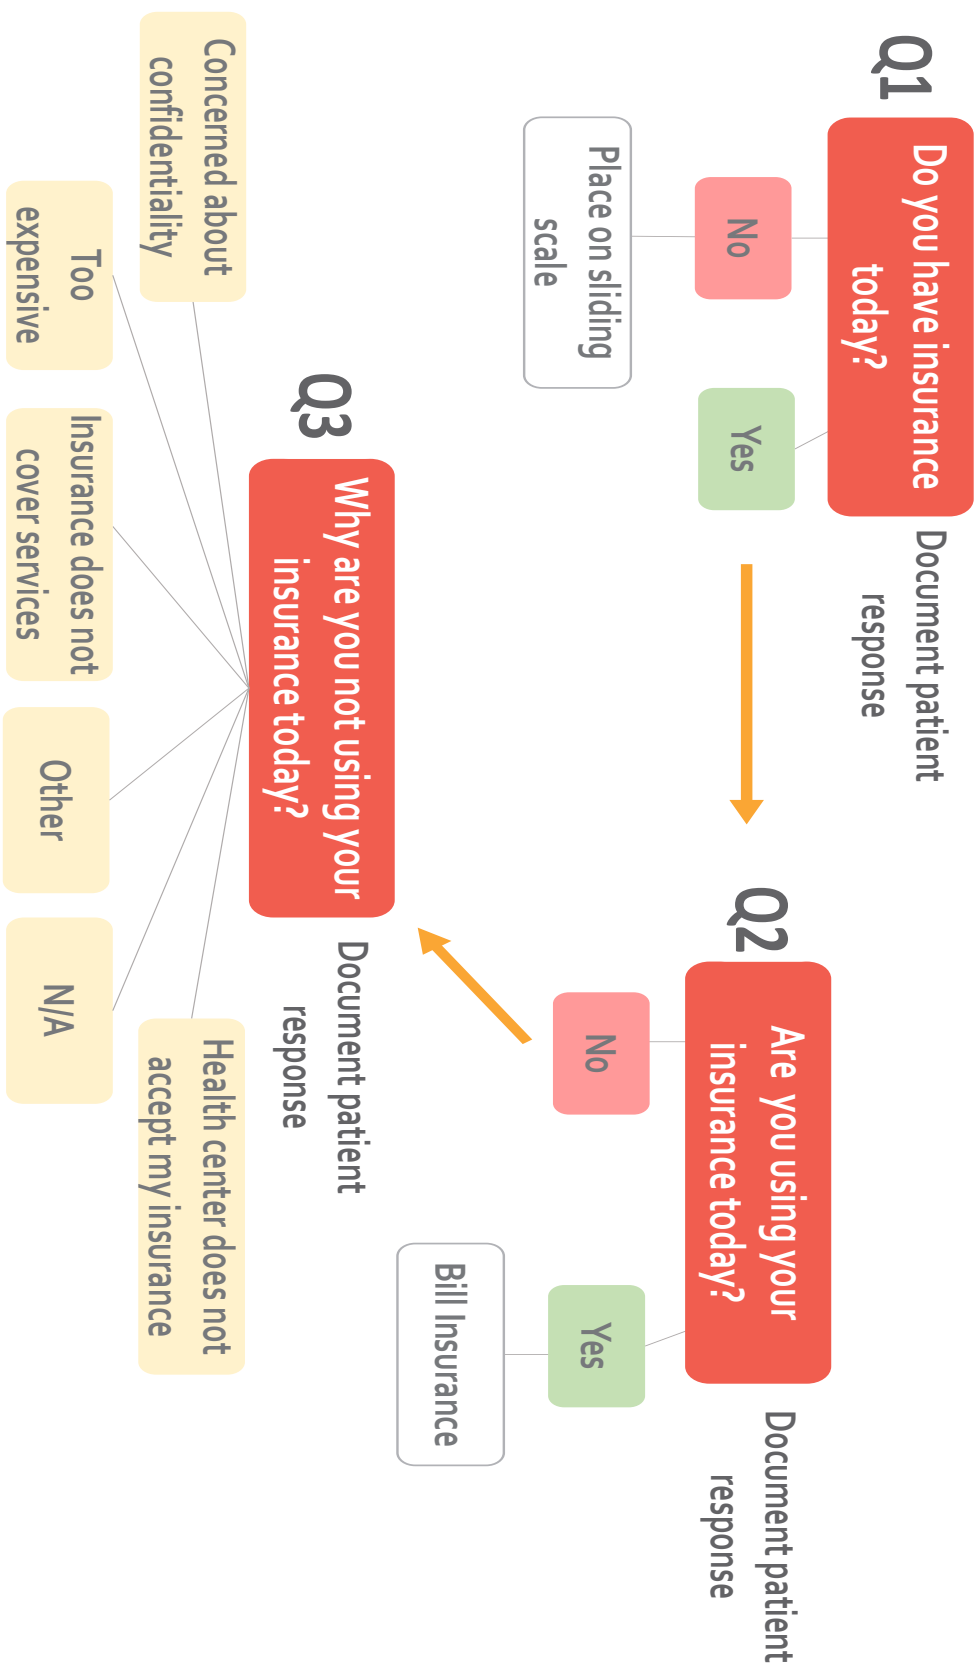 Q1
Do you have insurance
today?
Document patient
response
No
Yes
Place on sliding
scale
Q2
Are you using your
insurance today?
Document patient
response
No
Yes
Bill Insurance
Q3
Why are you not using your
insurance today?
Document patient
response
Concerned about
confidentiality
Too
expensive
Insurance does not
cover services
Other
N/A
Health center does not
accept my insurance